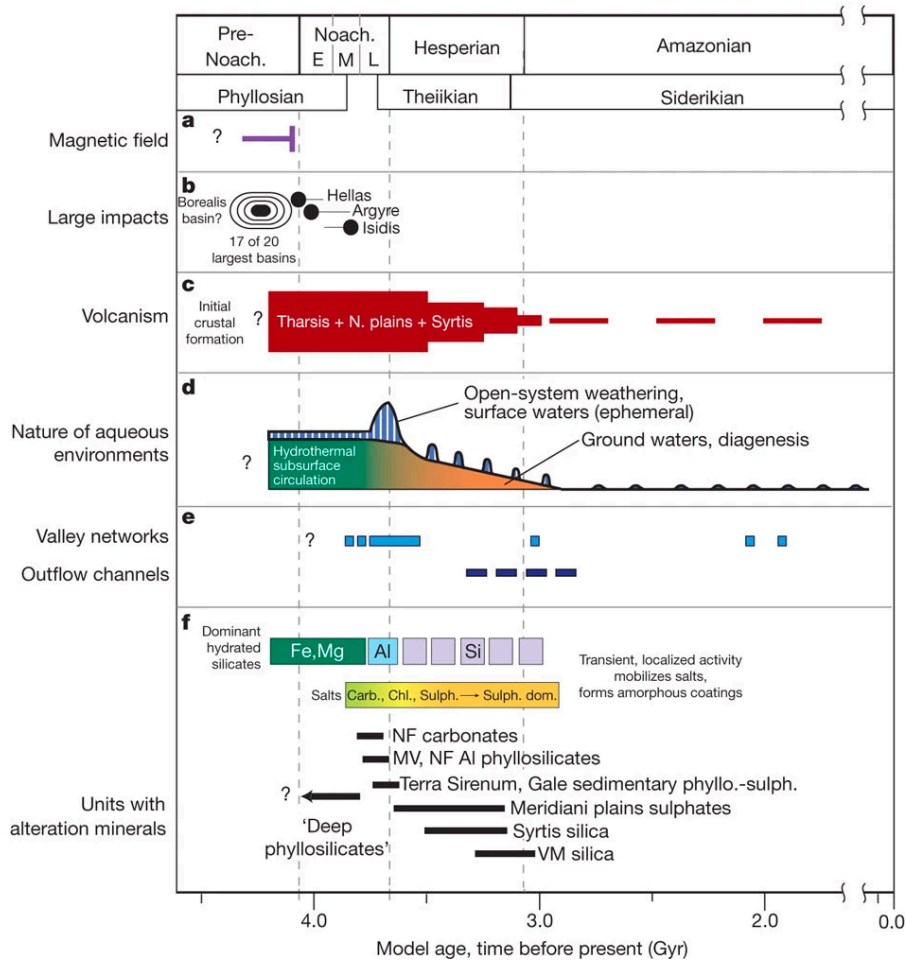 Pre-
Noach.
Noach.
E M L
Hesperian
Amazonian
Phyllosian
Theiikian
Siderikian
a
Magnetic field
?
b
Large impacts
Borealis
basin?
17 of 20
largest basins
Hellas
Argyre
Isidis
c
Volcanism
Initial
crustal
formation
?
Tharsis + N. plains + Syrtis
d
Nature of aqueous
environments
?
Hydrothermal
subsurface
circulation
Open-system weathering,
surface waters (ephemeral)
Ground waters, diagenesis
e
Valley networks
?
Outflow channels
f
Dominant
hydrated
silicates
Fe,Mg
Al
Si
Transient, localized activity
mobilizes salts,
forms amorphous coatings
Salts
Carb., Chl., Sulph. → Sulph. dom.
NF carbonates
MV, NF Al phyllosilicates
Terra Sirenum, Gale sedimentary phyllo.-sulph.
?
Meridiani plains sulphates
Units with
alteration minerals
'Deep
phyllosilicates'
Syrtis silica
VM silica
4.0
3.0
2.0
0.0
Model age, time before present (Gyr)